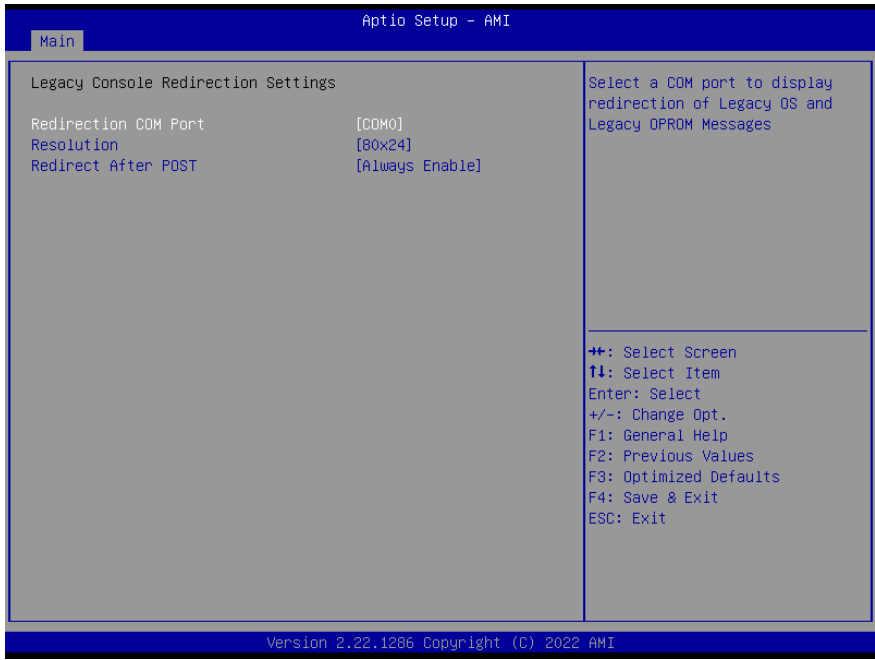 Aptio Setup – AMI
Main
Legacy Console Redirection Settings
Redirection COM Port [COM0]
Resolution [80x24]
Redirect After POST [Always Enable]
Select a COM port to display
redirection of Legacy OS and
Legacy OPROM Messages
→←: Select Screen
↑↓: Select Item
Enter: Select
+/-: Change Opt.
F1: General Help
F2: Previous Values
F3: Optimized Defaults
F4: Save & Exit
ESC: Exit
Version 2.22.1286 Copyright (C) 2022 AMI